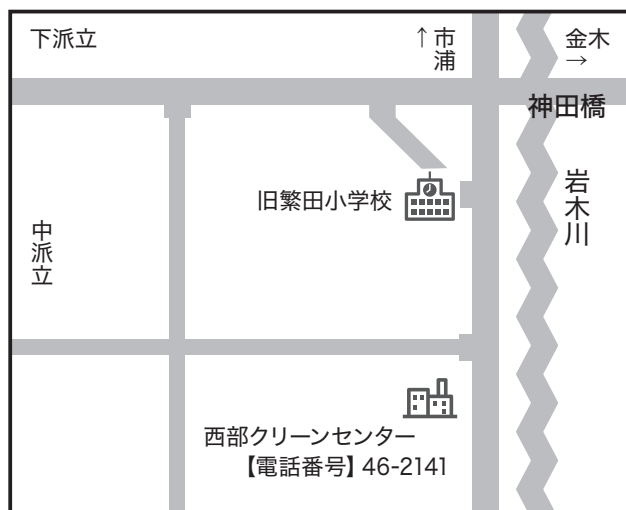 下派立
↑市浦
金木
→
神田橋
旧繁田小学校
岩木川
中派立
西部クリーンセンター
【電話番号】46-2141